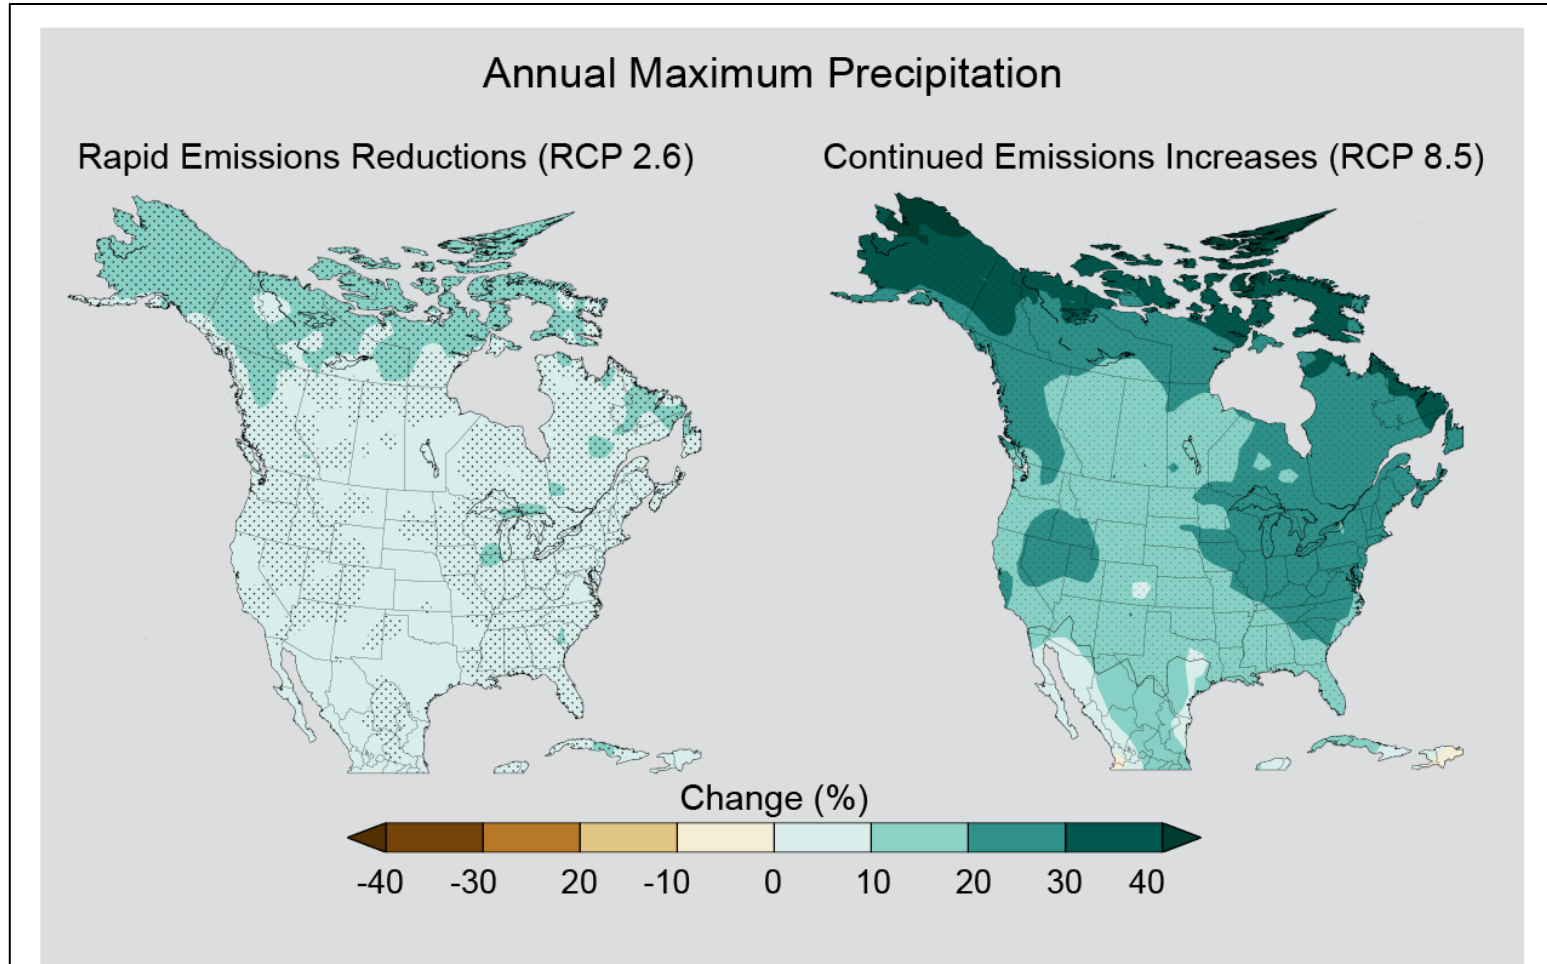 Annual Maximum Precipitation
Rapid Emissions Reductions (RCP 2.6)
Continued Emissions Increases (RCP 8.5)
Change (%)
-40 -30 20 -10 0 10 20 30 40